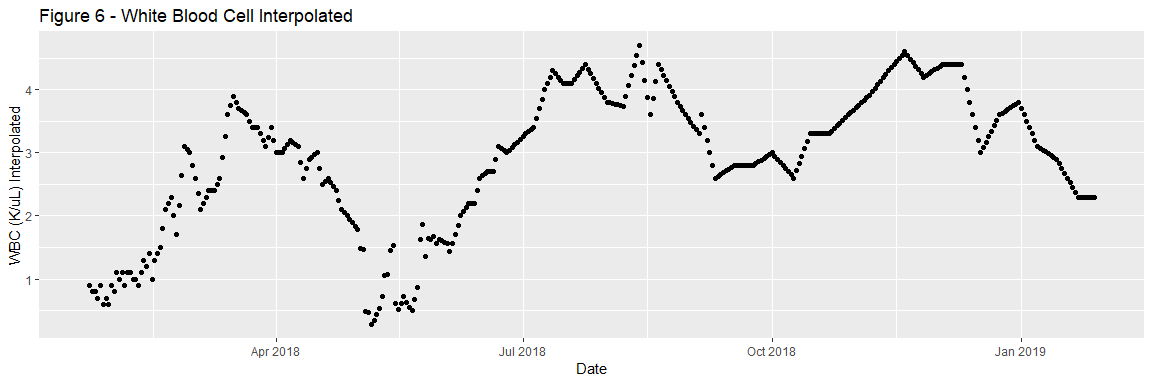 Figure 6 - White Blood Cell Interpolated
WBC (K/uL) Interpolated
4
3
2
1
Apr 2018
Jul 2018
Oct 2018
Jan 2019
Date